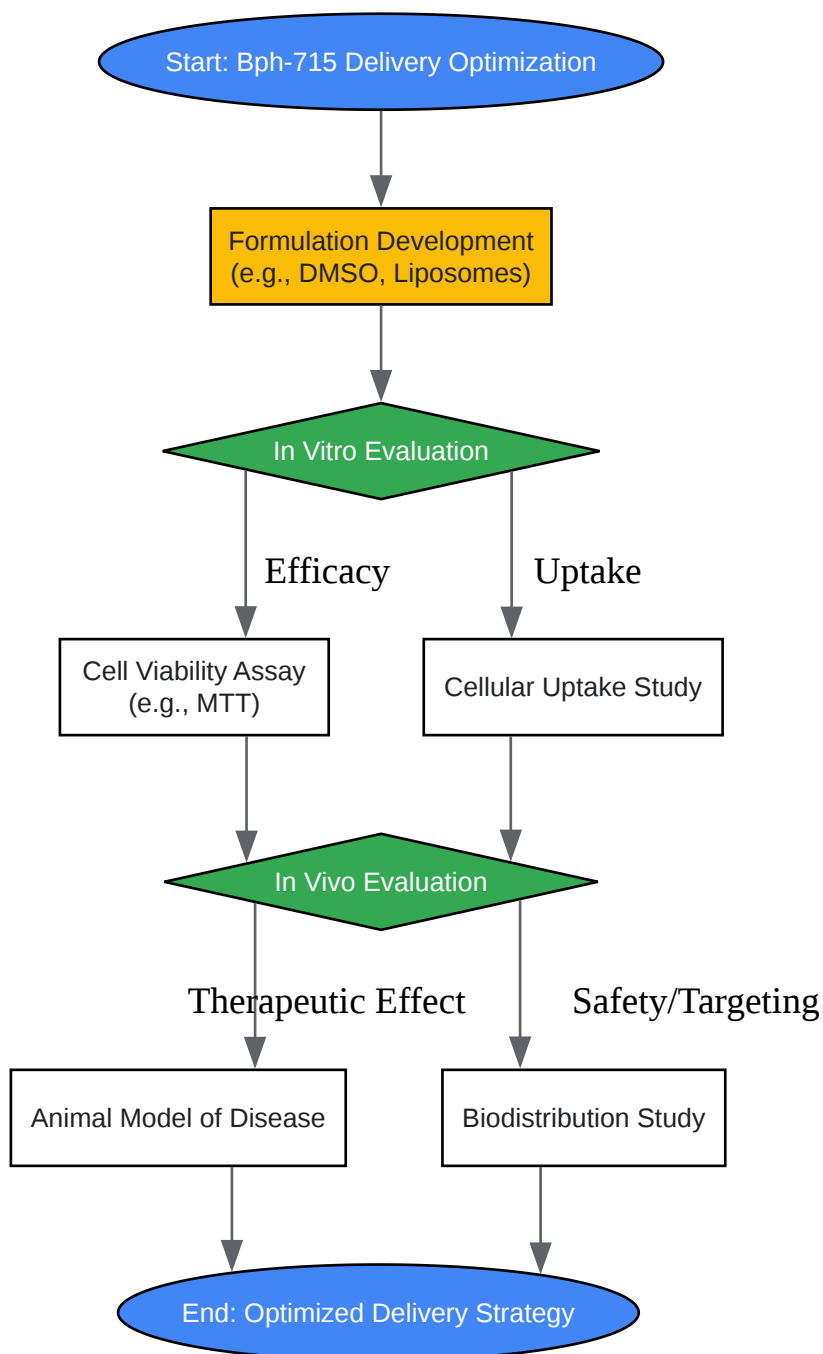 Start: Bph-715 Delivery Optimization
Formulation Development
(e.g., DMSO, Liposomes)
In Vitro Evaluation
Efficacy
Uptake
Cell Viability Assay
(e.g., MTT)
Cellular Uptake Study
In Vivo Evaluation
Therapeutic Effect
Safety/Targeting
Animal Model of Disease
Biodistribution Study
End: Optimized Delivery Strategy